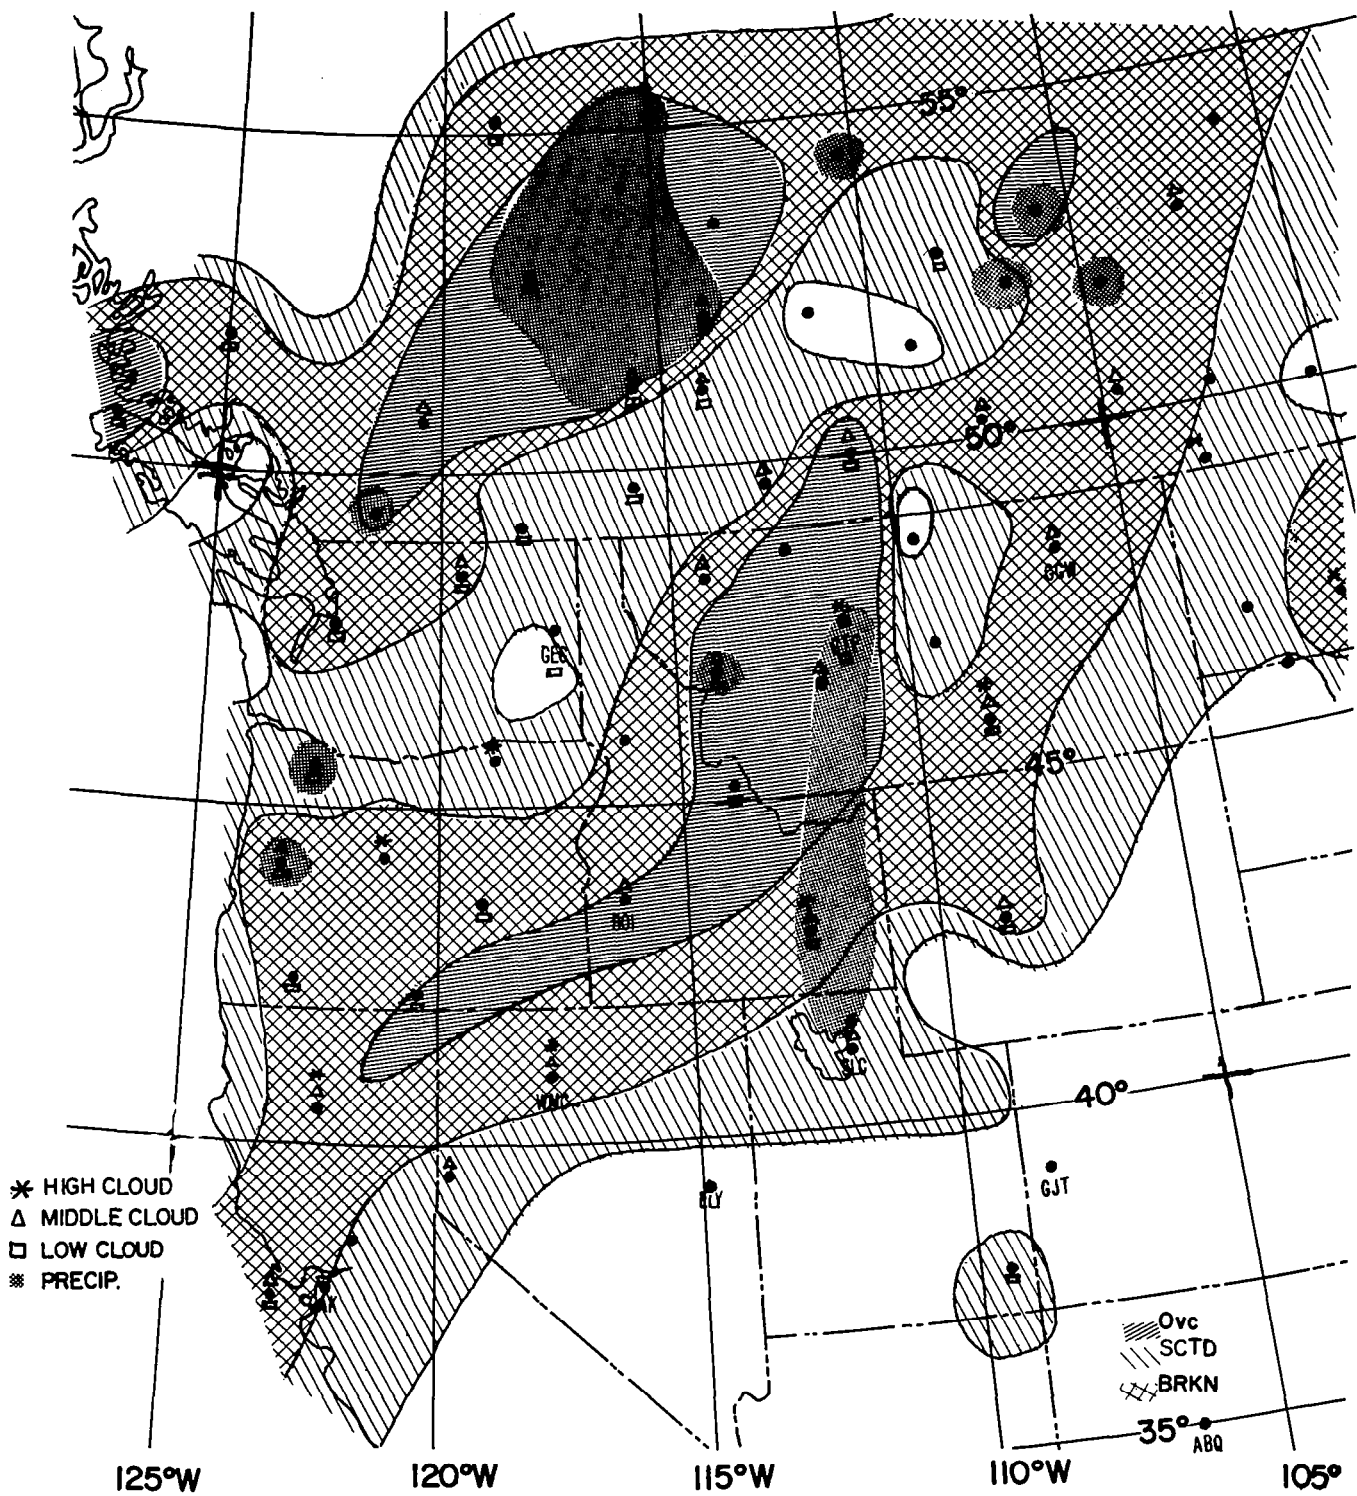 55°
50°
GGW
GEG
GTF
45°
BOI
SLC
WMC
40°
✳ HIGH CLOUD
△ MIDDLE CLOUD
□ LOW CLOUD
PRECIP.
ELY
GJT
OAK
Ovc
SCTD
BRKN
35°
ABQ
125°W
120°W
115°W
110°W
105°